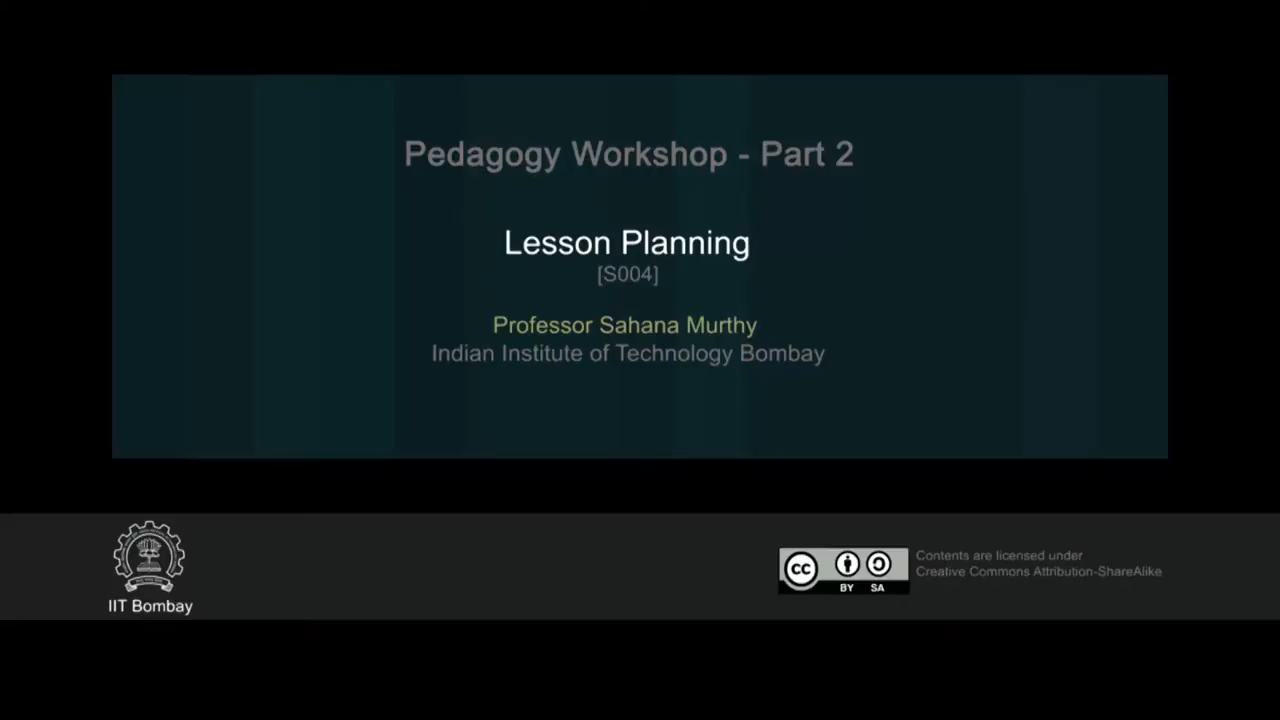 Pedagogy Workshop - Part 2
Lesson Planning
[S004]
Professor Sahana Murthy
Indian Institute of Technology Bombay
IIT Bombay
cc
BY SA
Contents are licensed under
Creative Commons Attribution-ShareAlike